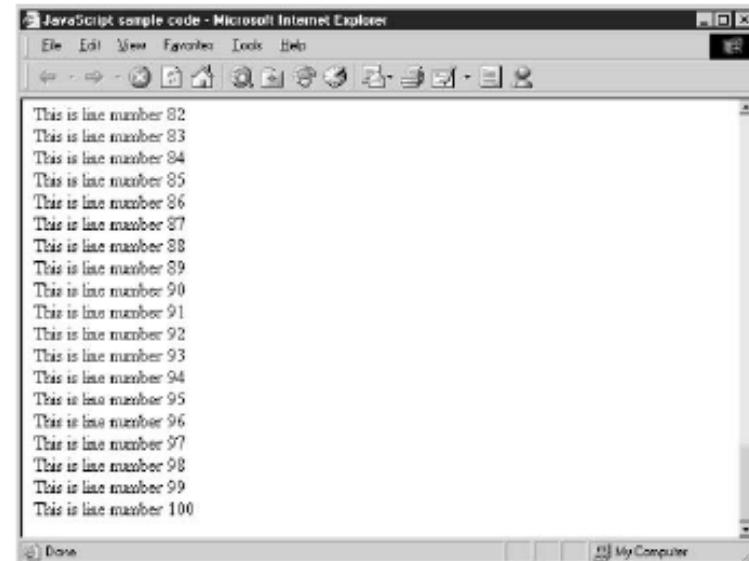 JavaScript sample code - Microsoft Internet Explorer
File Edit View Favorites Tools Help
This is line number 82
This is line number 83
This is line number 84
This is line number 85
This is line number 86
This is line number 87
This is line number 88
This is line number 89
This is line number 90
This is line number 91
This is line number 92
This is line number 93
This is line number 94
This is line number 95
This is line number 96
This is line number 97
This is line number 98
This is line number 99
This is line number 100
Done My Computer